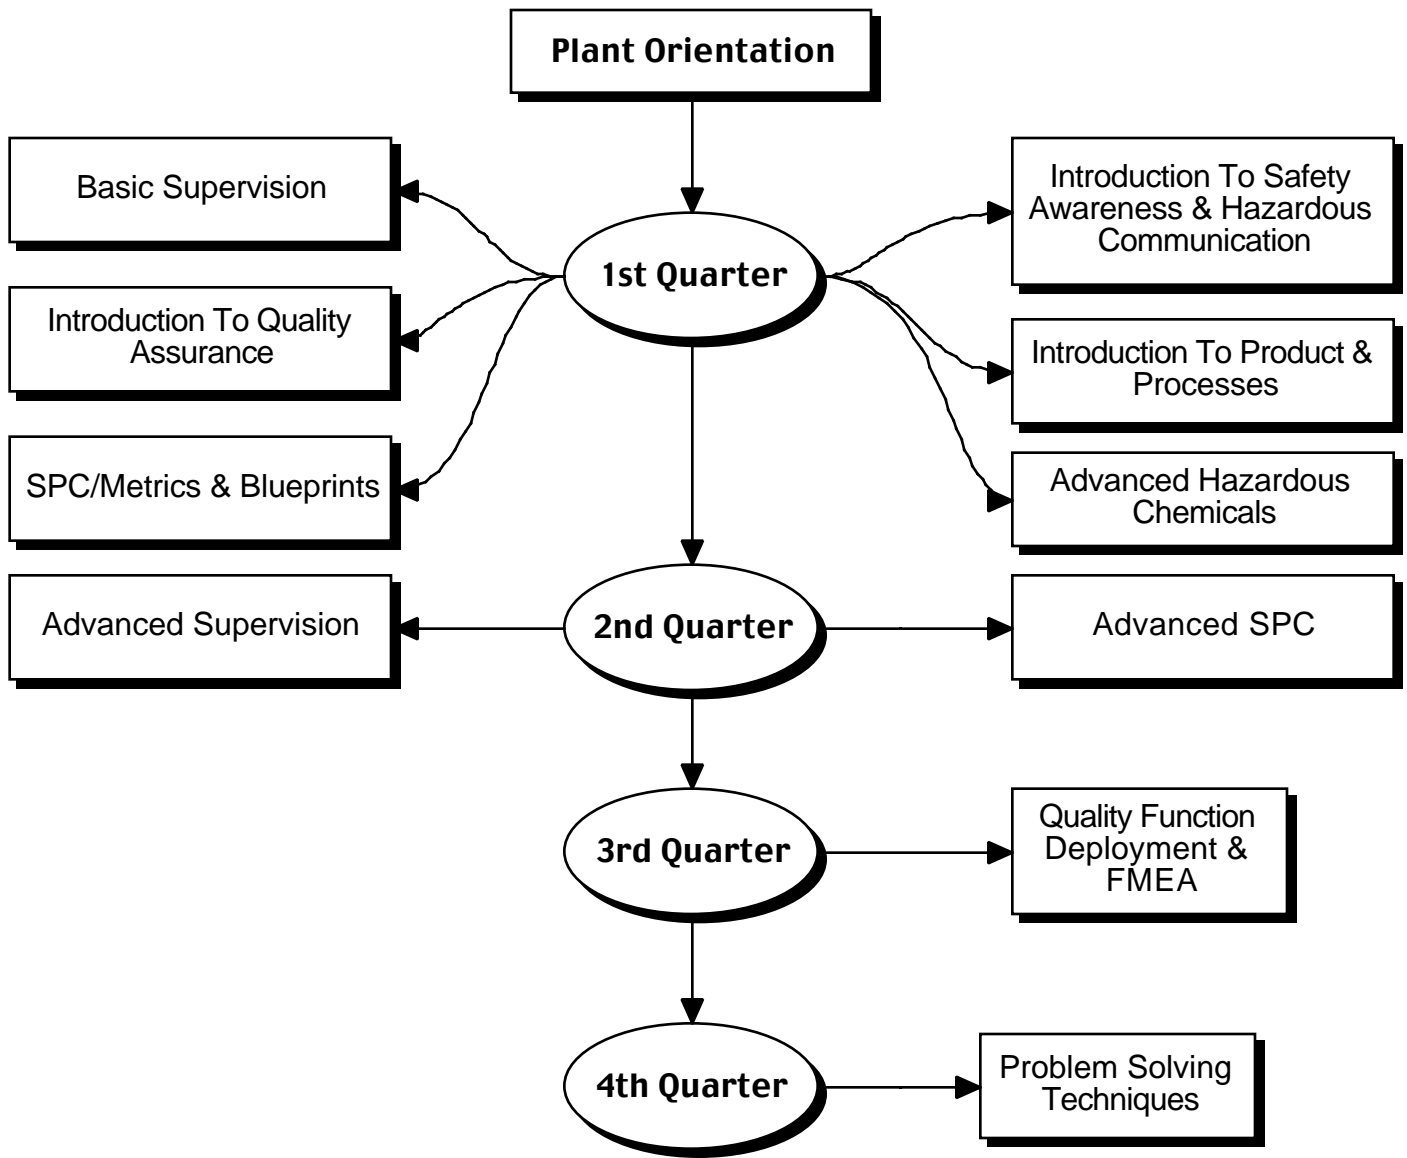 Plant Orientation
Basic Supervision
Introduction To Safety
Awareness & Hazardous
Communication
1st Quarter
Introduction To Quality
Assurance
Introduction To Product &
Processes
SPC/Metrics & Blueprints
Advanced Hazardous
Chemicals
Advanced Supervision
2nd Quarter
Advanced SPC
3rd Quarter
Quality Function
Deployment &
FMEA
4th Quarter
Problem Solving
Techniques